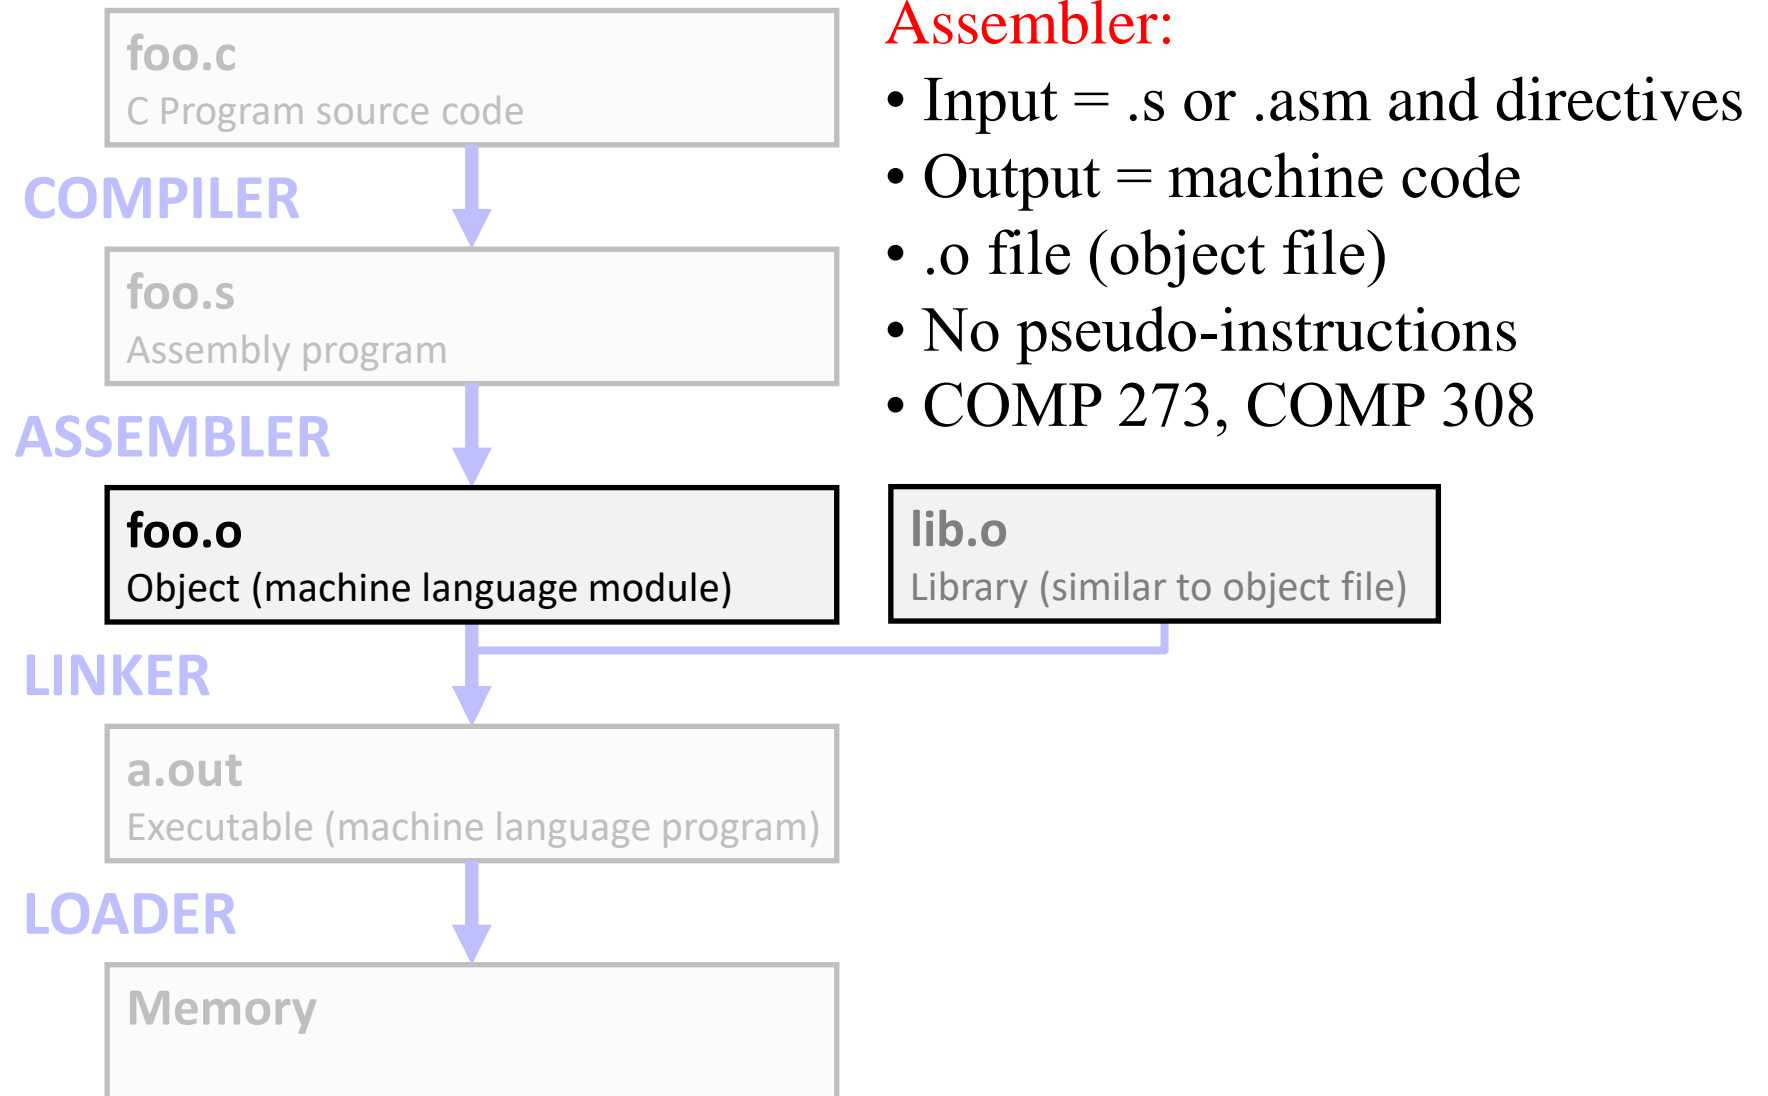 foo.c
C Program source code
COMPILER
foo.s
Assembly program
ASSEMBLER
foo.o
Object (machine language module)
LINKER
a.out
Executable (machine language program)
LOADER
Memory
Assembler:
• Input = .s or .asm and directives
• Output = machine code
• .o file (object file)
• No pseudo-instructions
• COMP 273, COMP 308
lib.o
Library (similar to object file)